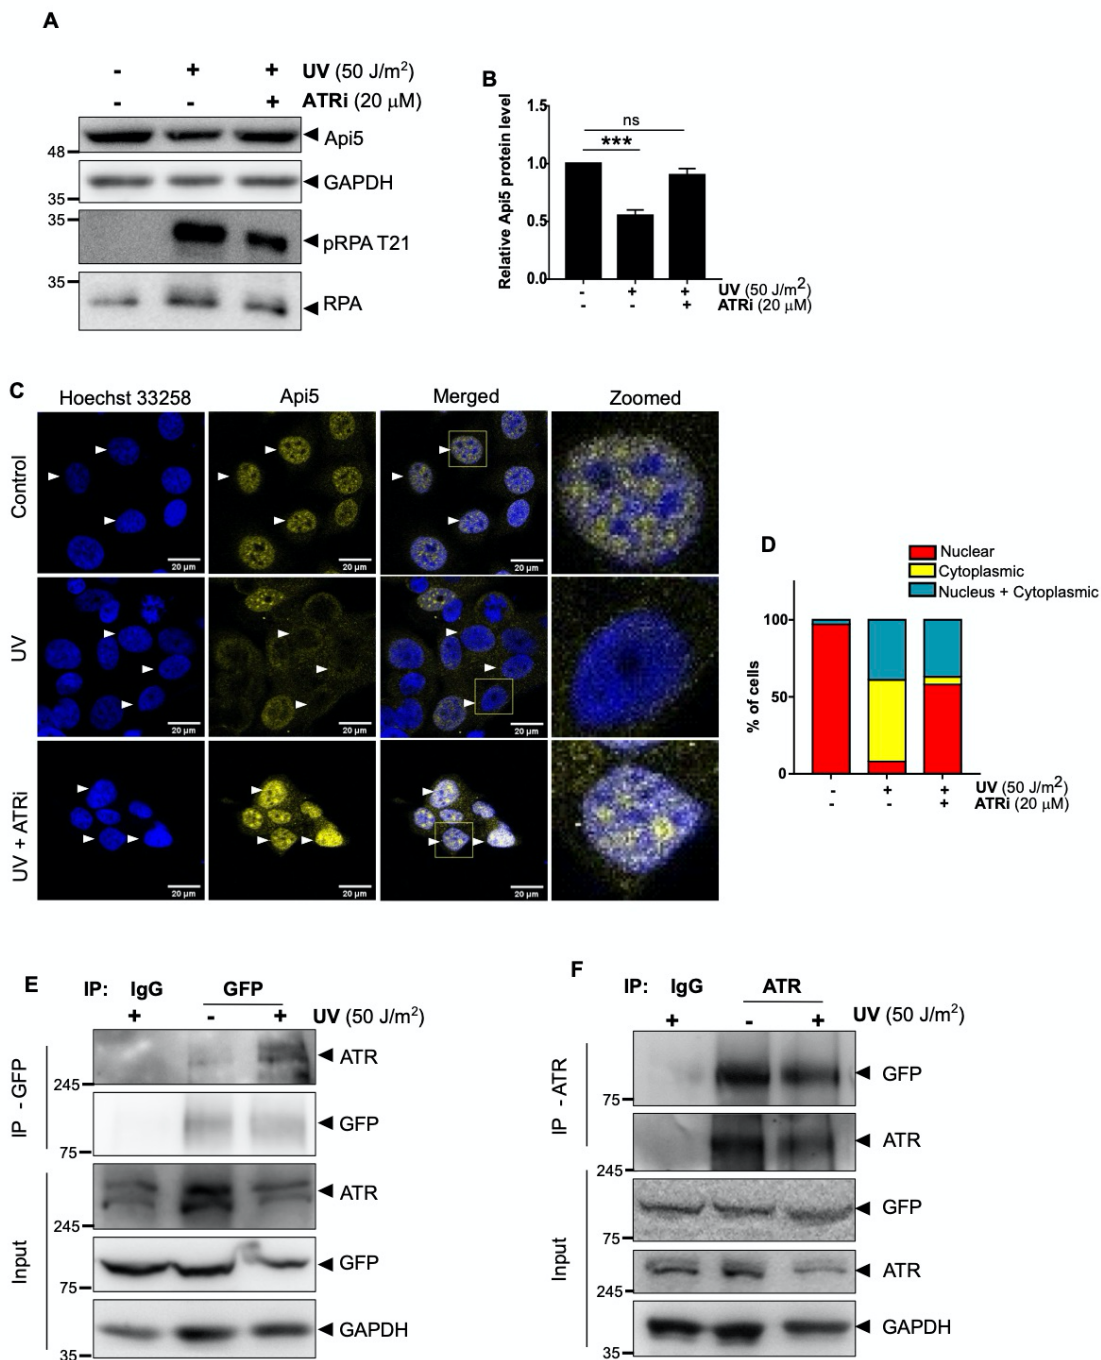 A
- + + UV (50 J/m²)
- - + ATRi (20 μM)
Api5
48
GAPDH
35
35
pRPA T21
35
RPA
B
Relative Api5 protein level
1.5
1.0
0.5
0.0
ns
***
- + + UV (50 J/m²)
- - + ATRi (20 μM)
C
Hoechst 33258 Api5 Merged Zoomed
Control
20 μm 20 μm 20 μm
UV
20 μm 20 μm 20 μm
UV + ATRi
20 μm 20 μm 20 μm
D
Nuclear
Cytoplasmic
Nucleus + Cytoplasmic
% of cells
100
50
0
- + + UV (50 J/m²)
- - + ATRi (20 μM)
E
IP: IgG GFP
+ - + UV (50 J/m²)
IP - GFP
ATR
245
GFP
75
Input
ATR
245
GFP
75
GAPDH
35
F
IP: IgG ATR
+ - + UV (50 J/m²)
IP - ATR
GFP
75
ATR
245
Input
GFP
75
ATR
245
GAPDH
35